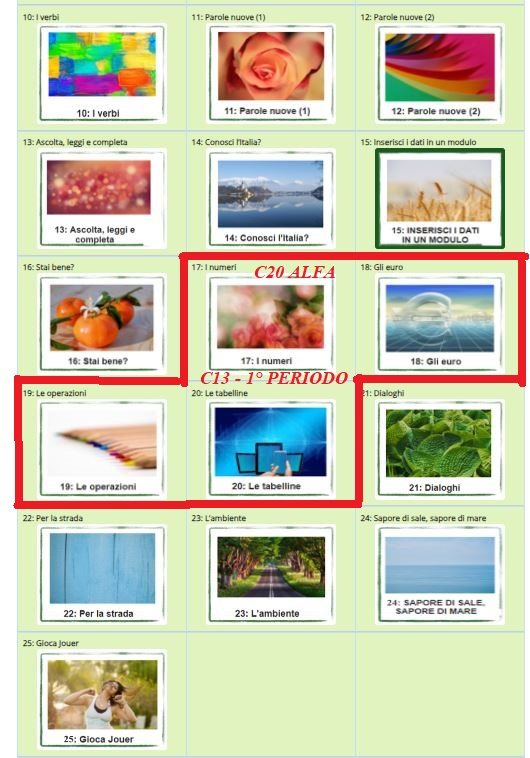 10: I verbi
11: Parole nuove (1)
12: Parole nuove (2)
10: I verbi
11: Parole nuove (1)
12: Parole nuove (2)
13: Ascolta, leggi e completa
14: Conosci l'Italia?
15: Inserisci i dati in un modulo
13: Ascolta, leggi e
completa
14: Conosci l'Italia?
15: INSERISCI I DATI
IN UN MODULO
16: Stai bene?
17: I numeri
18: Gli euro
C20 ALFA
16: Stai bene?
17: I numeri
18: Gli euro
C13 - 1° PERIODO
19: Le operazioni
20: Le tabelline
21: Dialoghi
19: Le operazioni
20: Le tabelline
21: Dialoghi
22: Per la strada
23: L'ambiente
24: Sapore di sale, sapore di mare
22: Per la strada
23: L'ambiente
24: SAPORE DI SALE,
SAPORE DI MARE
25: Gioca Jouer
25: Gioca Jouer